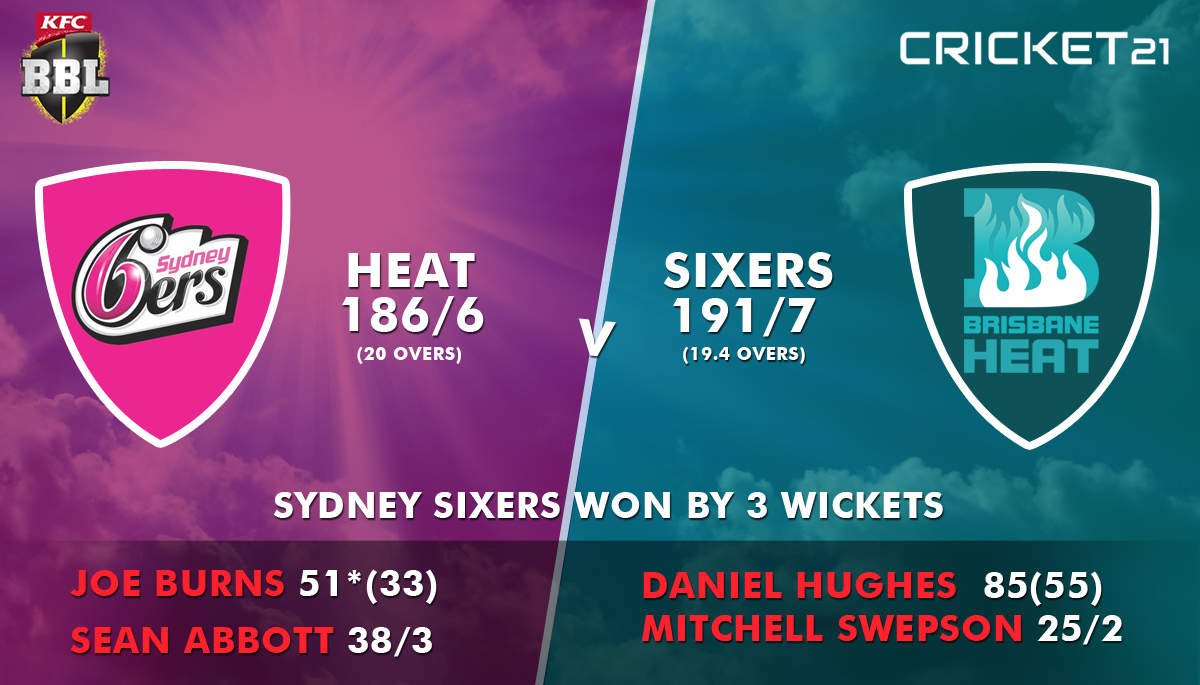 KFC
BBL
CRICKET21
Sydney
6ers
HEAT
186/6
(20 OVERS)
V
SIXERS
191/7
(19.4 OVERS)
B
BRISBANE
HEAT
SYDNEY SIXERS WON BY 3 WICKETS
JOE BURNS 51*(33)
SEAN ABBOTT 38/3
DANIEL HUGHES 85(55)
MITCHELL SWEPSON 25/2